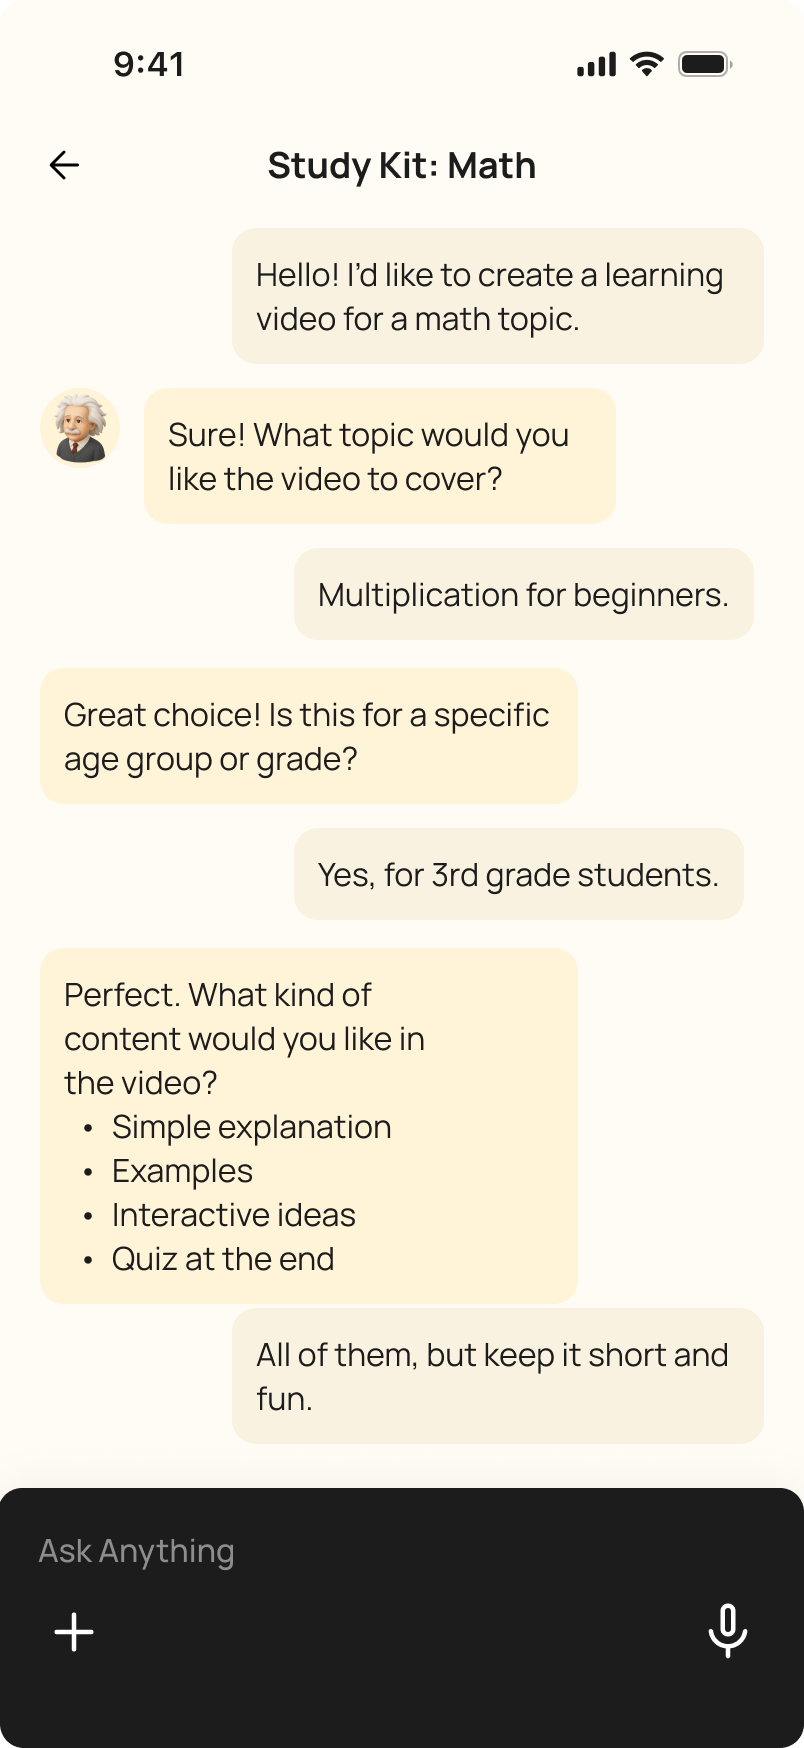 9:41
Study Kit: Math
Hello! I’d like to create a learning
video for a math topic.
Sure! What topic would you
like the video to cover?
Multiplication for beginners.
Great choice! Is this for a specific
age group or grade?
Yes, for 3rd grade students.
Perfect. What kind of
content would you like in
the video?
• Simple explanation
• Examples
• Interactive ideas
• Quiz at the end
All of them, but keep it short and
fun.
Ask Anything